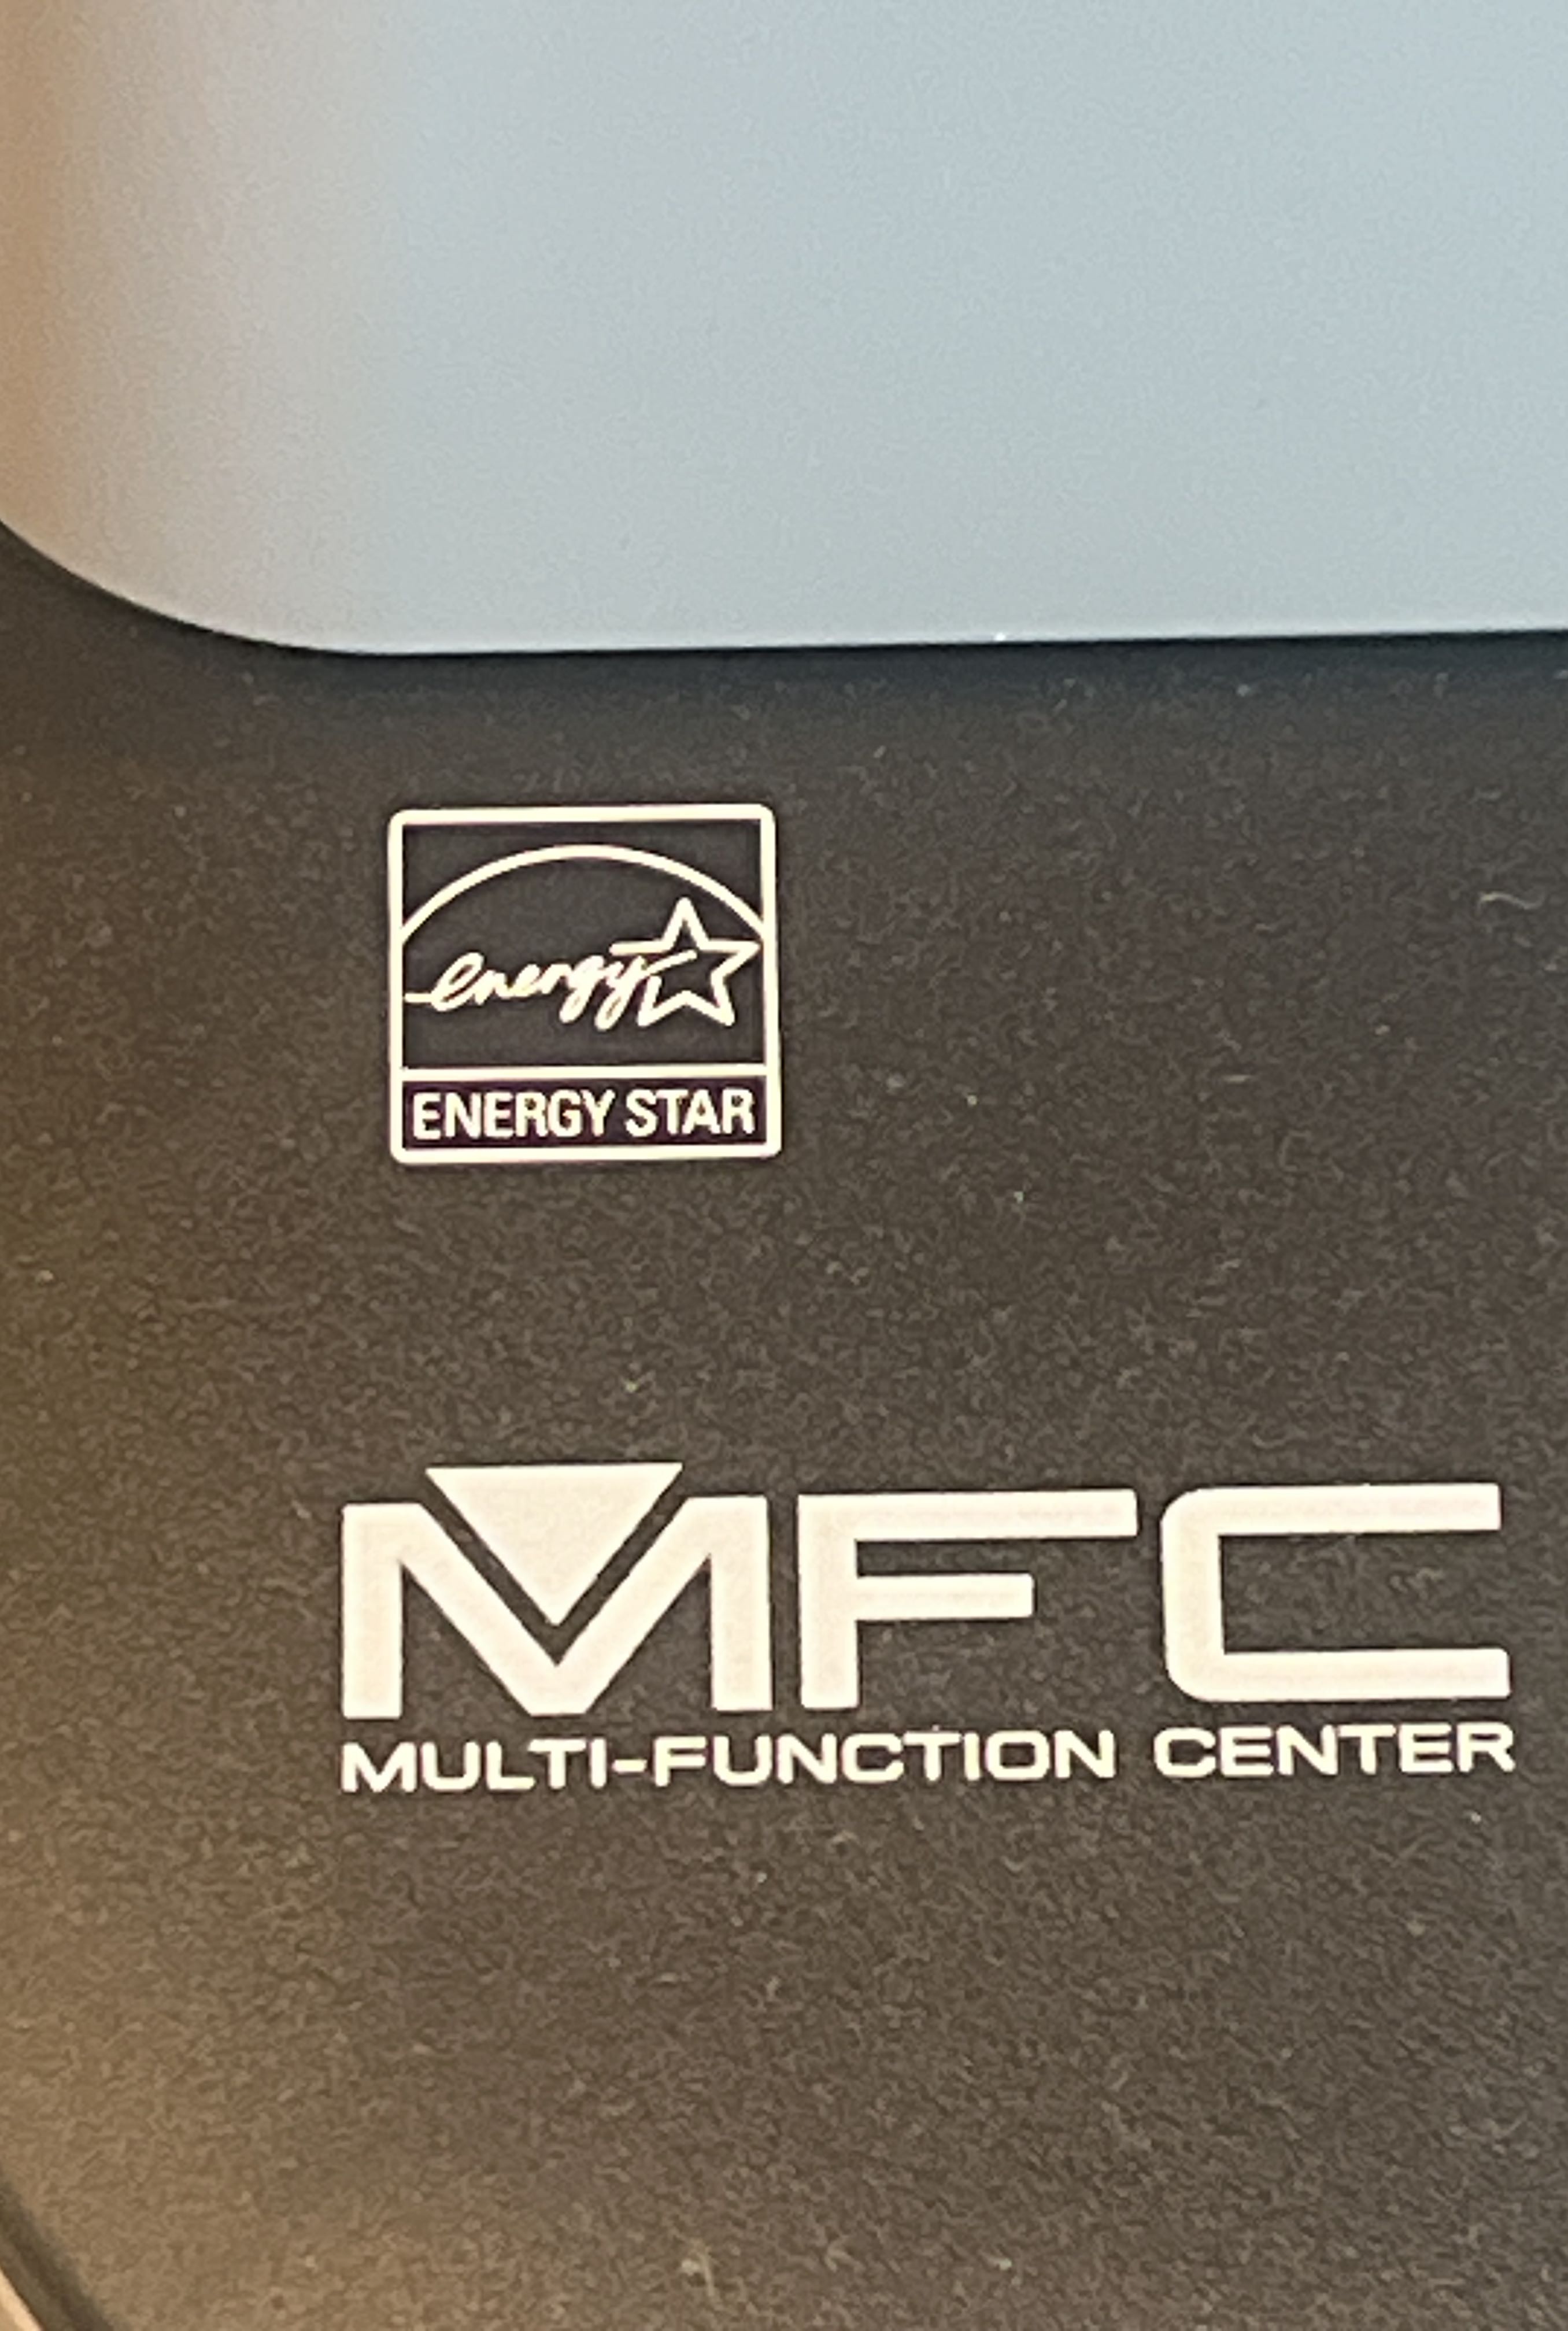 energy
ENERGY STAR
MFC
MULTI-FUNCTION CENTER